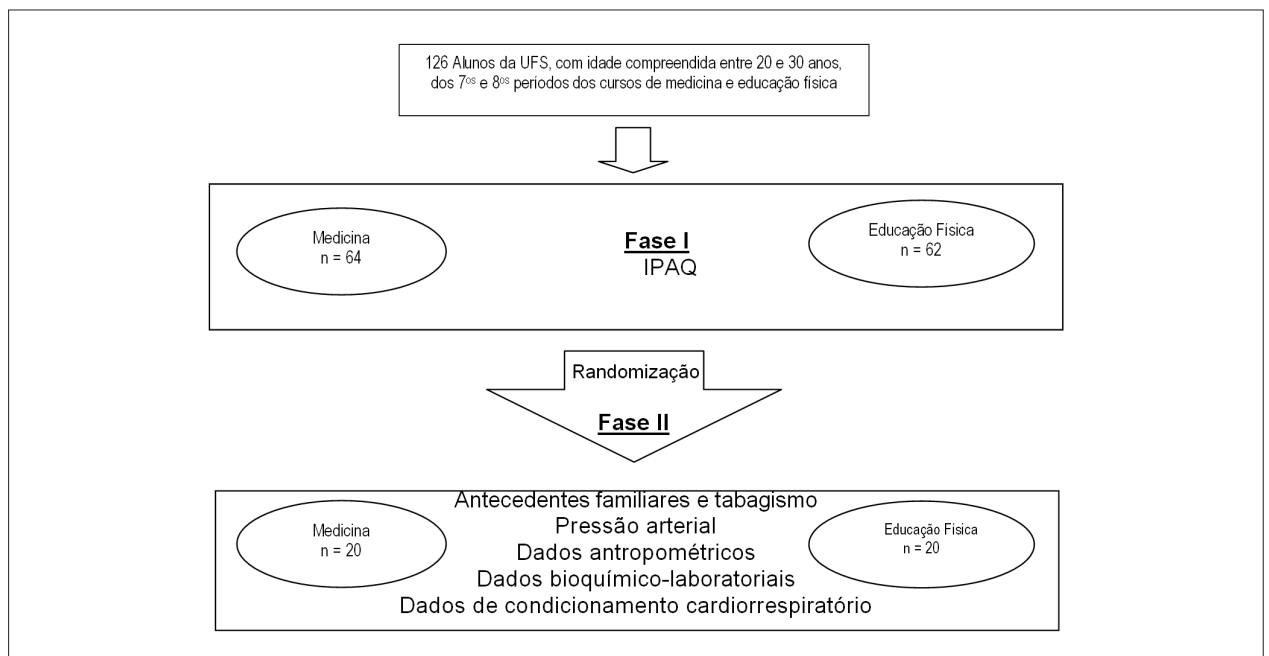 126 Alunos da UFS, com idade compreendida entre 20 e 30 anos,
dos 7os e 8os períodos dos cursos de medicina e educação física
Medicina
n = 64
Fase I
IPAQ
Educação Física
n = 62
Randomização
Fase II
Medicina
n = 20
Antecedentes familiares e tabagismo
Pressão arterial
Dados antropométricos
Dados bioquímico-laboratoriais
Dados de condicionamento cardiorrespiratório
Educação Física
n = 20